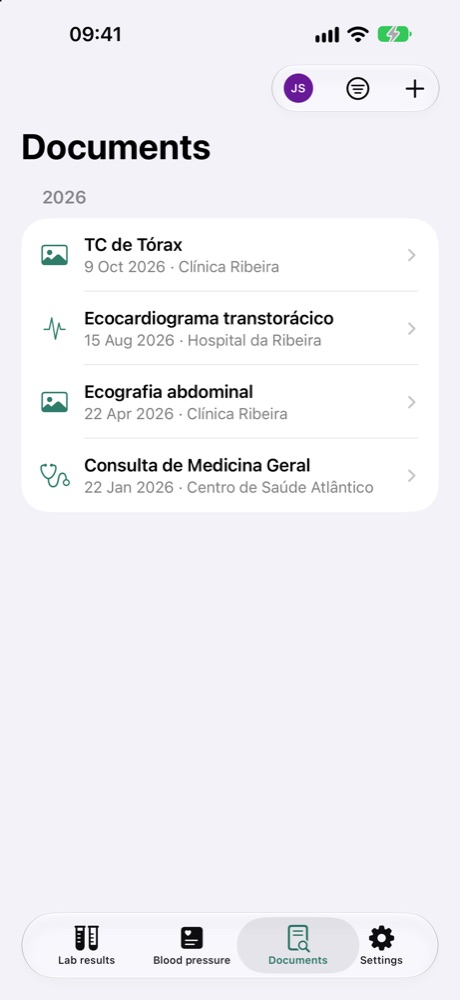 09:41
JS
Documents
2026
TC de Tórax
9 Oct 2026 · Clínica Ribeira
Ecocardiograma transtorácico
15 Aug 2026 · Hospital da Ribeira
Ecografia abdominal
22 Apr 2026 · Clínica Ribeira
Consulta de Medicina Geral
22 Jan 2026 · Centro de Saúde Atlântico
Lab results
Blood pressure
Documents
Settings